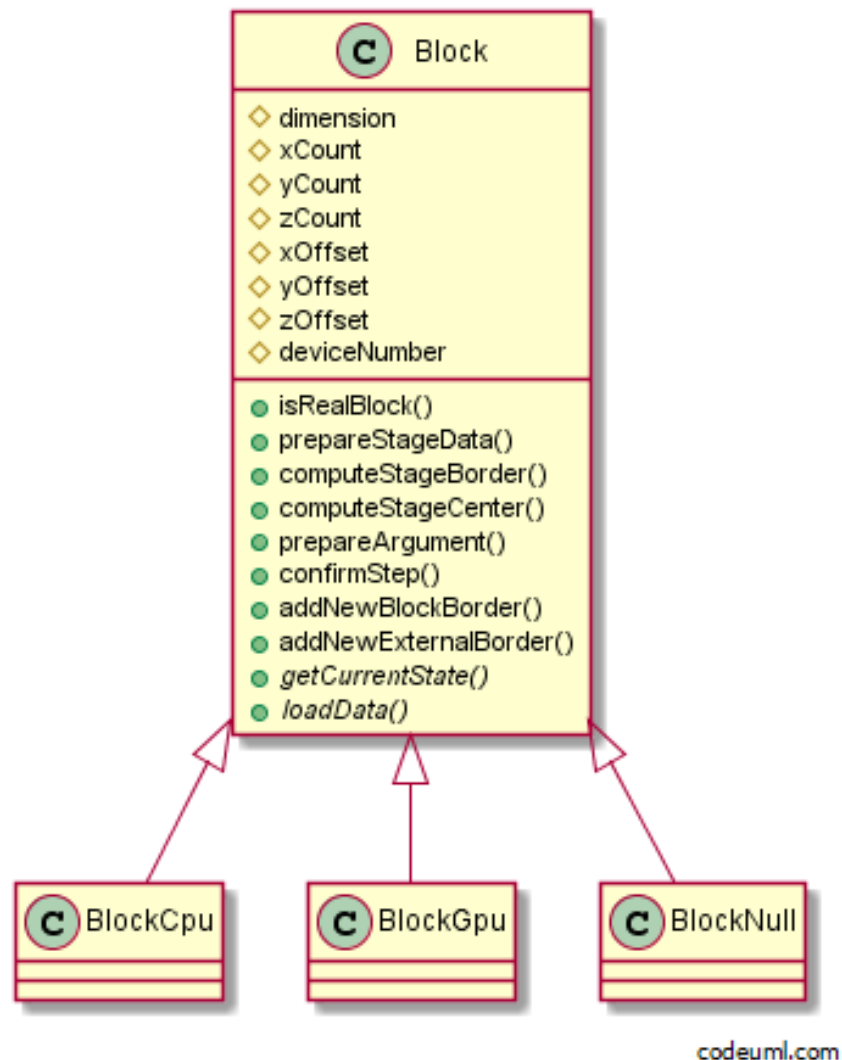 C Block
dimension
xCount
yCount
zCount
xOffset
yOffset
zOffset
deviceNumber
isRealBlock()
prepareStageData()
computeStageBorder()
computeStageCenter()
prepareArgument()
confirmStep()
addNewBlockBorder()
addNewExternalBorder()
getCurrentState()
loadData()
C BlockCpu
C BlockGpu
C BlockNull
codeuml.com